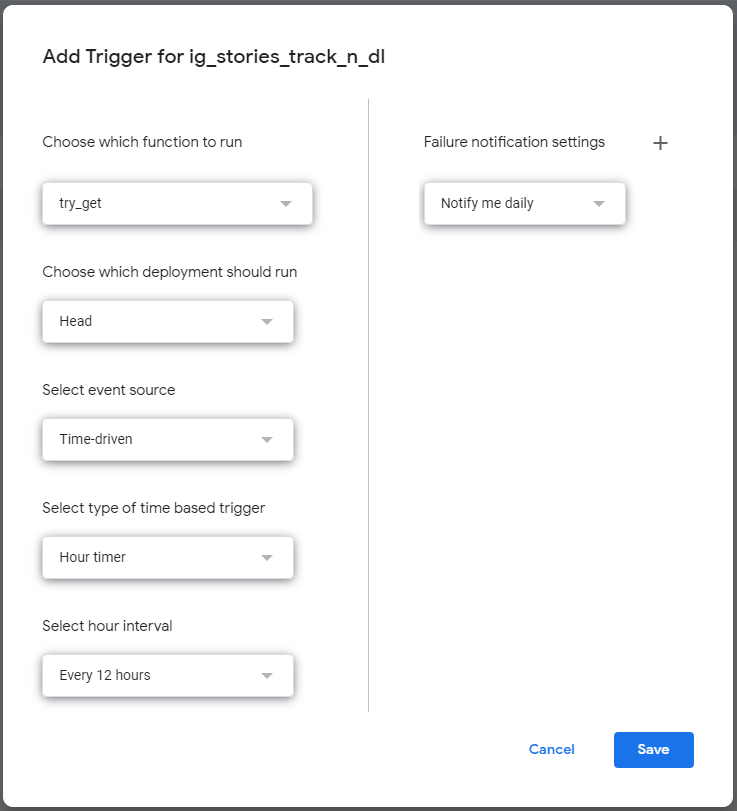 Add Trigger for ig_stories_track_n_dl
Choose which function to run
try_get
Choose which deployment should run
Head
Select event source
Time-driven
Select type of time based trigger
Hour timer
Select hour interval
Every 12 hours
Failure notification settings
Notify me daily
Cancel
Save